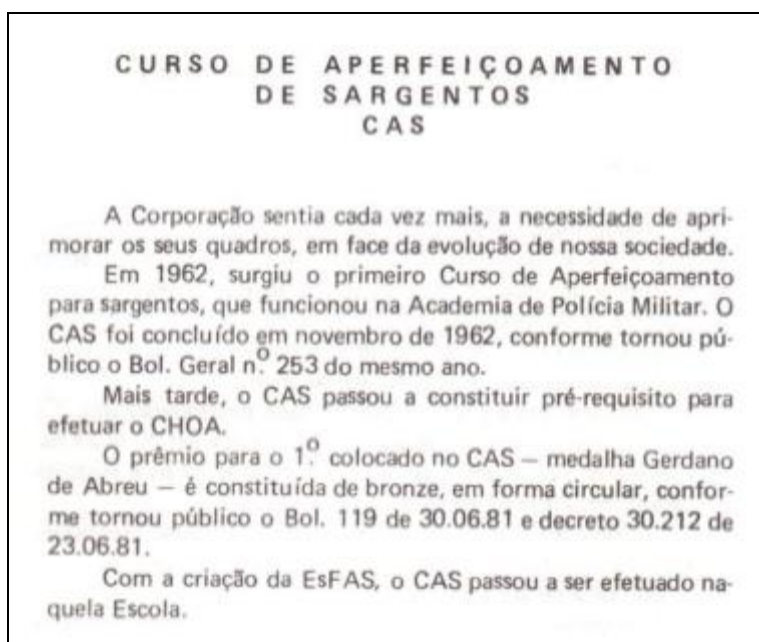 CURSO DE APERFEIÇOAMENTO
DE SARGENTOS
CAS
A Corporação sentia cada vez mais, a necessidade de apri-
morar os seus quadros, em face da evolução de nossa sociedade.
Em 1962, surgiu o primeiro Curso de Aperfeiçoamento
para sargentos, que funcionou na Academia de Polícia Militar. O
CAS foi concluído em novembro de 1962, conforme tornou pú-
blico o Bol. Geral n.º 253 do mesmo ano.
Mais tarde, o CAS passou a constituir pré-requisito para
efetuar o CHOA.
O prêmio para o 1.º colocado no CAS — medalha Gerdano
de Abreu — é constituída de bronze, em forma circular, confor-
me tornou público o Bol. 119 de 30.06.81 e decreto 30.212 de
23.06.81.
Com a criação da EsFAS, o CAS passou a ser efetuado na-
quela Escola.